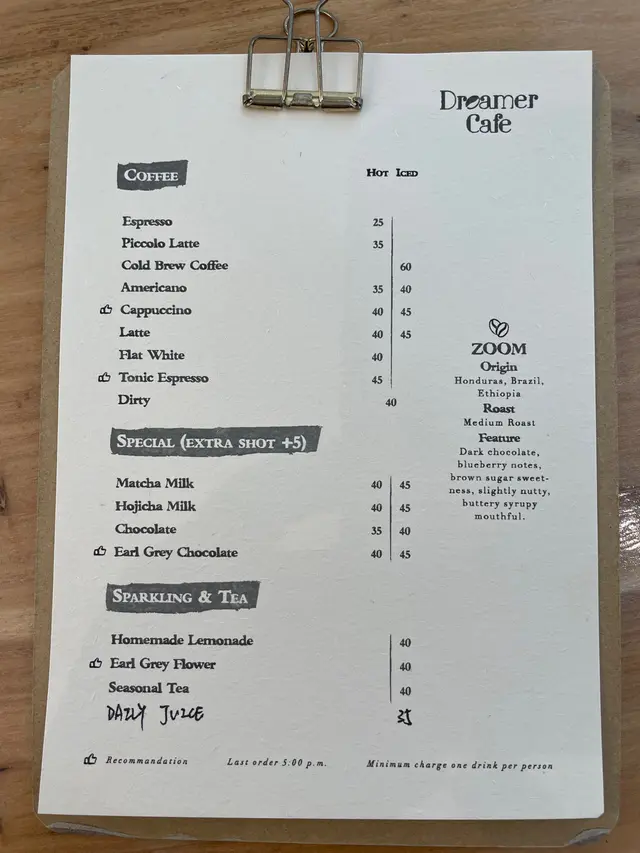 Dreamer
Cafe
COFFEE HOT ICED
Espresso 25
Piccolo Latte 35
Cold Brew Coffee 60
Americano 35 40
Cappuccino 40 45
Latte 40 45
Flat White 40
Tonic Espresso 45
Dirty 40
SPECIAL (EXTRA SHOT +5)
Matcha Milk 40 45
Hojicha Milk 40 45
Chocolate 35 40
Earl Grey Chocolate 40 45
SPARKLING & TEA
Homemade Lemonade 40
Earl Grey Flower 40
Seasonal Tea 40
DAILY JUICE 35
ZOOM
Origin
Honduras, Brazil,
Ethiopia
Roast
Medium Roast
Feature
Dark chocolate,
blueberry notes,
brown sugar sweet-
ness, slightly nutty,
buttery syrupy
mouthful.
Recommandation Last order 5:00 p.m. Minimum charge one drink per person